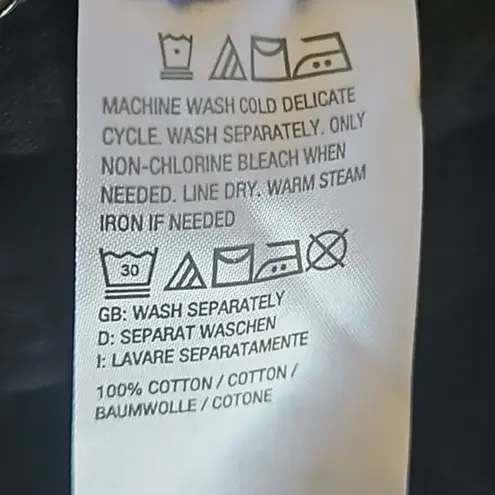 MACHINE WASH COLD DELICATE
CYCLE. WASH SEPARATELY. ONLY
NON-CHLORINE BLEACH WHEN
NEEDED. LINE DRY. WARM STEAM
IRON IF NEEDED
30
GB: WASH SEPARATELY
D: SEPARAT WASCHEN
I: LAVARE SEPARATAMENTE
100% COTTON / COTTON /
BAUMWOLLE / COTONE